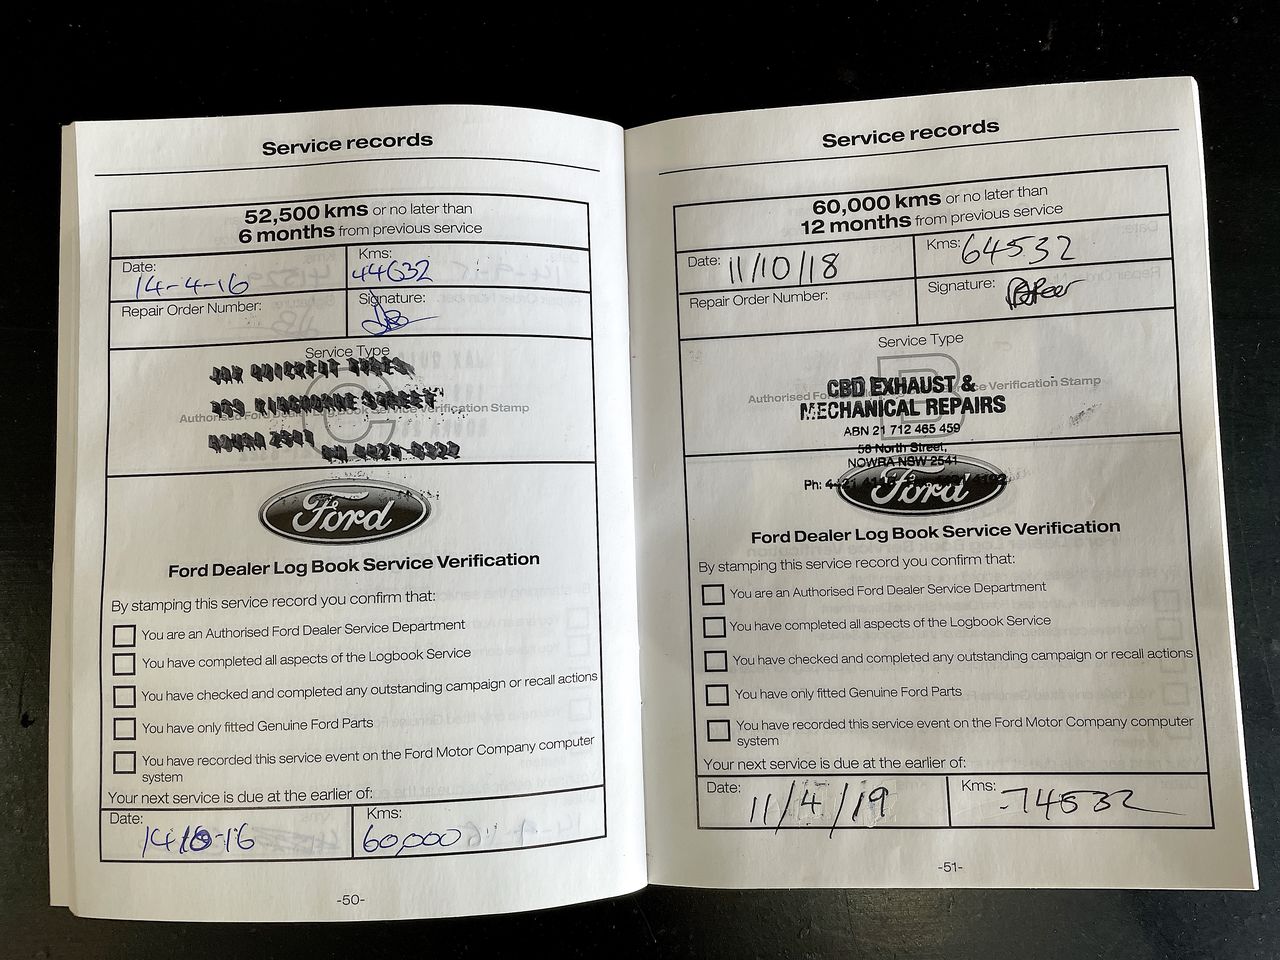 Service records
52,500 kms or no later than
6 months from previous service
Date:
14-4-16
Kms:
44632
Repair Order Number:
Signature:
Service Type
C
Authorised Ford Dealer Log Book Service Verification Stamp
NOWRA 2541
Ford
Ford Dealer Log Book Service Verification
By stamping this service record you confirm that:
You are an Authorised Ford Dealer Service Department
You have completed all aspects of the Logbook Service
You have checked and completed any outstanding campaign or recall actions
You have only fitted Genuine Ford Parts
You have recorded this service event on the Ford Motor Company computer
system
Your next service is due at the earlier of:
Date:
14/10-16
Kms:
60,000
-50-
Service records
60,000 kms or no later than
12 months from previous service
Date: 11/10/18
Kms: 64532
Repair Order Number:
Signature:
Service Type
B
Authorised Ford Service Verification Stamp
CBD EXHAUST &
MECHANICAL REPAIRS
ABN 21 712 465 459
58 North Street,
NOWRA NSW 2541
Ph:
Ford
Ford Dealer Log Book Service Verification
By stamping this service record you confirm that:
You are an Authorised Ford Dealer Service Department
You have completed all aspects of the Logbook Service
You have checked and completed any outstanding campaign or recall actions
You have only fitted Genuine Ford Parts
You have recorded this service event on the Ford Motor Company computer
system
Your next service is due at the earlier of:
Date:
11/4/19
Kms:
74532
-51-